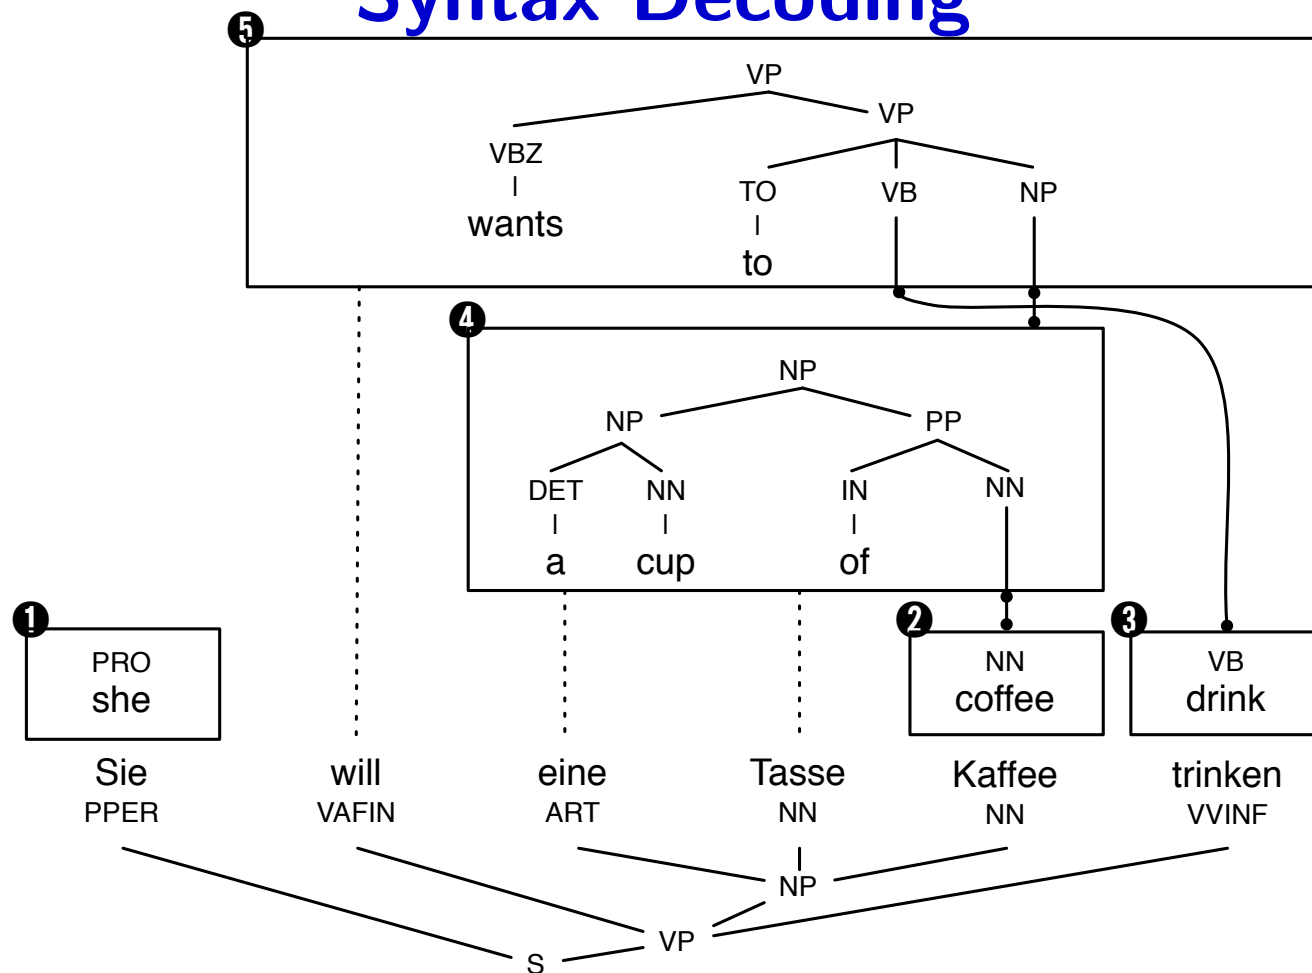 Syntax Decoding
5
VP
VP
VBZ
wants
TO VB NP
to
4
NP
NP PP
DET NN IN NN
a cup of
1 2 3
PRO NN VB
she coffee drink
Sie will eine Tasse Kaffee trinken
PPER VAFIN ART NN NN VVINF
NP
VP
S